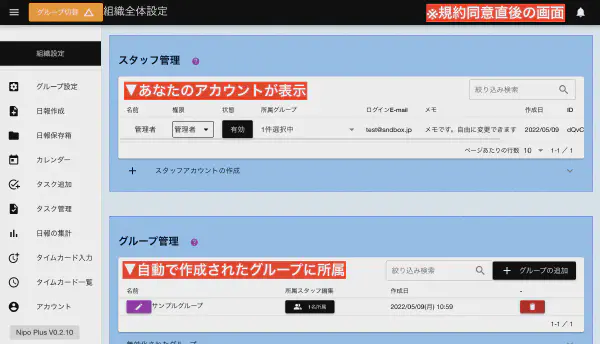 グループ切替
組織全体設定
※規約同意直後の画面
組織設定
グループ設定
日報作成
日報保存箱
カレンダー
タスク追加
タスク管理
日報の集計
タイムカード入力
タイムカード一覧
アカウント
Nipo Plus V0.2.10
スタッフ管理
▼あなたのアカウントが表示
絞り込み検索
名前 権限 状態 所属グループ ログインE-mail メモ 作成日 ID
管理者 管理者 有効 1件選択中 test@sndbox.jp メモです。自由に変更できます 2022/05/09 dQvC
ページあたりの行数 10 1-1 / 1
スタッフアカウントの作成
グループ管理
▼自動で作成されたグループに所属
絞り込み検索
グループの追加
名前 所属スタッフ編集 作成日 -
サンプルグループ 1名が所属 2022/05/09(月) 10:59
1-1 / 1
無効化されたグループ